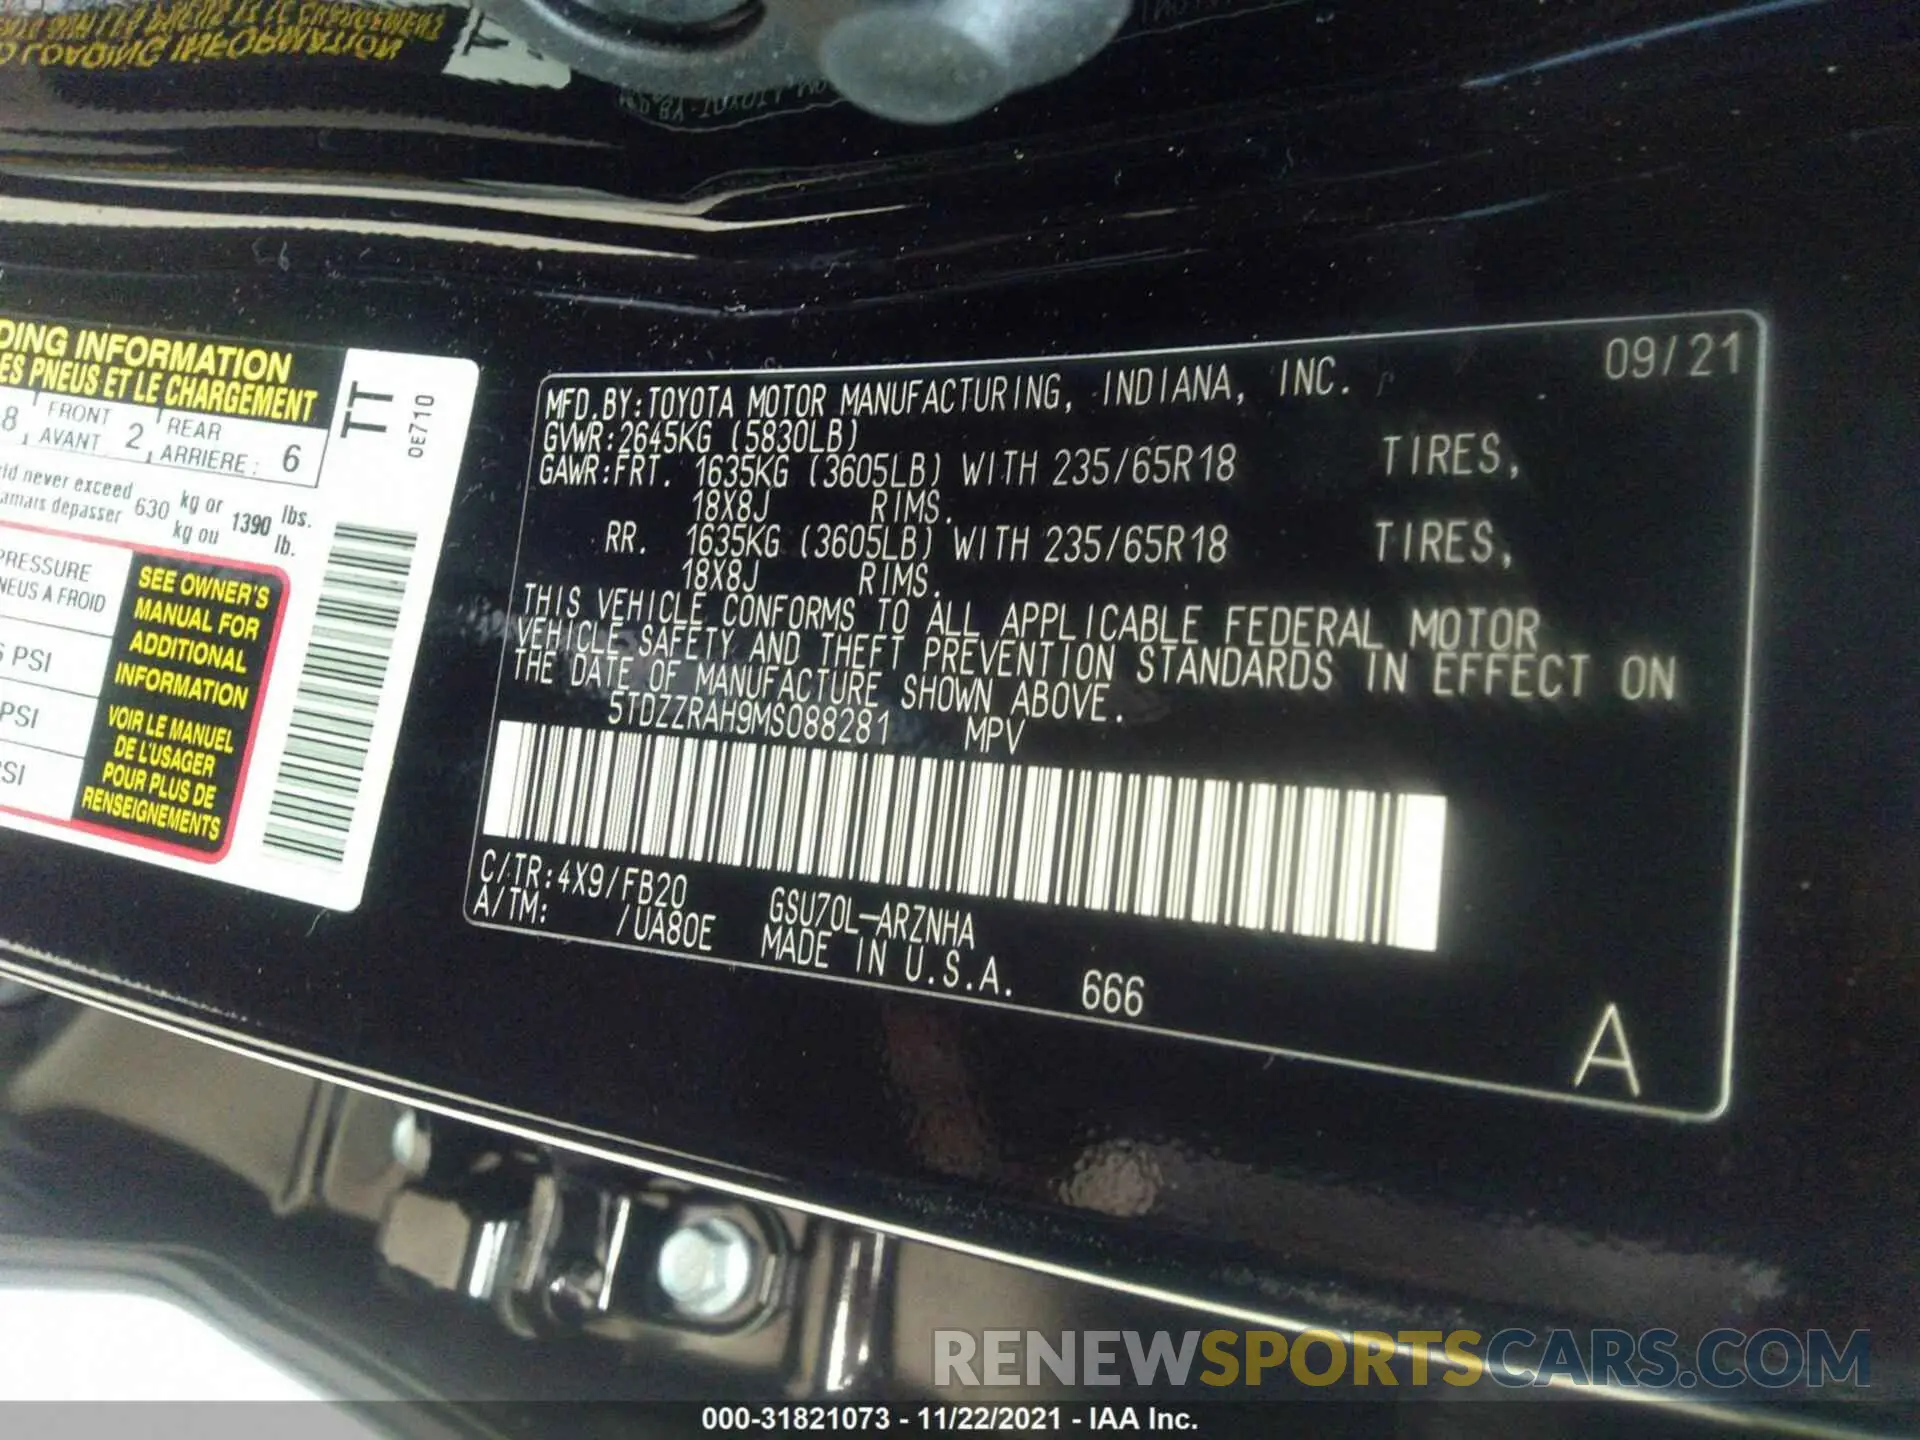 DING INFORMATION
ES PNEUS ET LE CHARGEMENT
8 FRONT AVANT 2 REAR ARRIERE: 6
never exceed 630 kg or 1390 lbs.
depasser kg ou lb.
PRESSURE
PSI
PSI
SEE OWNER'S
MANUAL FOR
ADDITIONAL
INFORMATION
VOIR LE MANUEL
DE L'USAGER
POUR PLUS DE
RENSEIGNEMENTS
TT
0E710
09/21
MFD.BY:TOYOTA MOTOR MANUFACTURING, INDIANA, INC.
GVWR:2645KG (5830LB)
GAWR:FRT. 1635KG (3605LB) WITH 235/65R18 TIRES,
18X8J RIMS.
RR. 1635KG (3605LB) WITH 235/65R18 TIRES,
18X8J RIMS.
THIS VEHICLE CONFORMS TO ALL APPLICABLE FEDERAL MOTOR
VEHICLE SAFETY AND THEFT PREVENTION STANDARDS IN EFFECT ON
THE DATE OF MANUFACTURE SHOWN ABOVE.
5TDZZRAH9MS088281 MPV
C/TR:4X9/FB20 GSU70L-ARZNHA
A/TM: /UA80E MADE IN U.S.A. 666
A
RENEWSPORTSCARS.COM
000-31821073 - 11/22/2021 - IAA Inc.